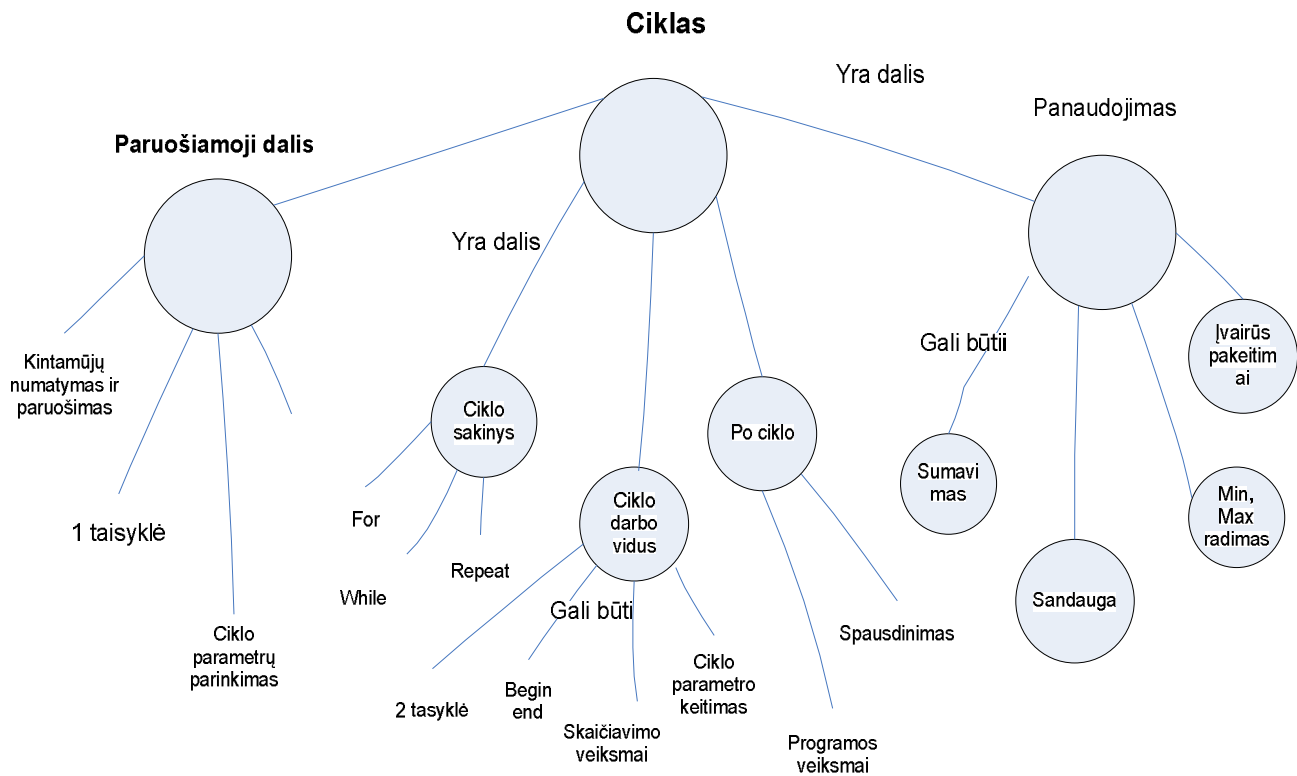 Ciklas
Yra dalis
Panaudojimas
Paruošiamoji dalis
Yra dalis
Kintamūjų
numatymas ir
paruošimas
1 taisyklė
Ciklo
parametrų
parinkimas
Ciklo
sakinys
For
While
Repeat
Ciklo
darbo
vidus
Gali būti
2 tasyklė
Begin
end
Skaičiavimo
veiksmai
Ciklo
parametro
keitimas
Po ciklo
Spausdinimas
Programos
veiksmai
Gali būtii
Sumavi
mas
Sandauga
Min,
Max
radimas
Įvairūs
pakeitim
ai